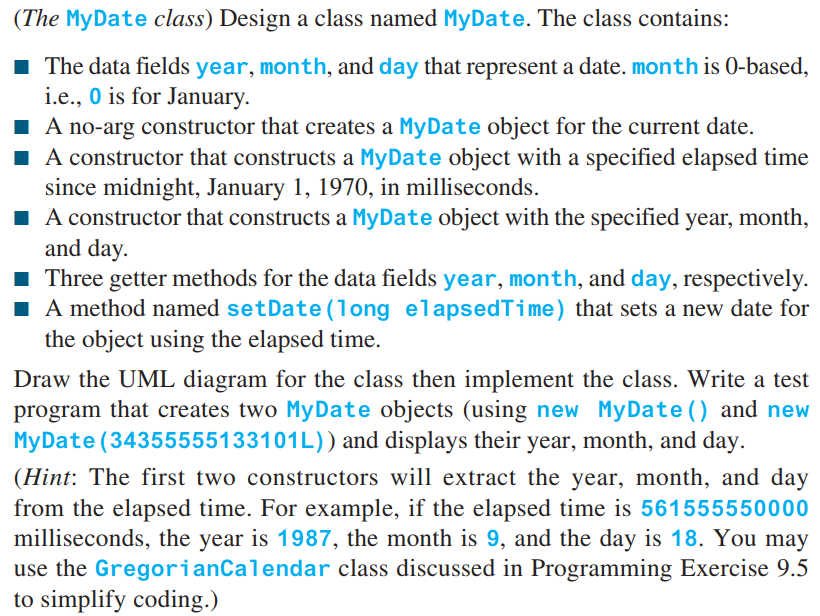 (The MyDate class) Design a class named MyDate. The class contains:
■ The data fields year, month, and day that represent a date. month is 0-based,
i.e., 0 is for January.
■ A no-arg constructor that creates a MyDate object for the current date.
■ A constructor that constructs a MyDate object with a specified elapsed time
since midnight, January 1, 1970, in milliseconds.
■ A constructor that constructs a MyDate object with the specified year, month,
and day.
■ Three getter methods for the data fields year, month, and day, respectively.
■ A method named setDate(long elapsedTime) that sets a new date for
the object using the elapsed time.
Draw the UML diagram for the class then implement the class. Write a test
program that creates two MyDate objects (using new MyDate() and new
MyDate(34355555133101L)) and displays their year, month, and day.
(Hint: The first two constructors will extract the year, month, and day
from the elapsed time. For example, if the elapsed time is 561555550000
milliseconds, the year is 1987, the month is 9, and the day is 18. You may
use the GregorianCalendar class discussed in Programming Exercise 9.5
to simplify coding.)